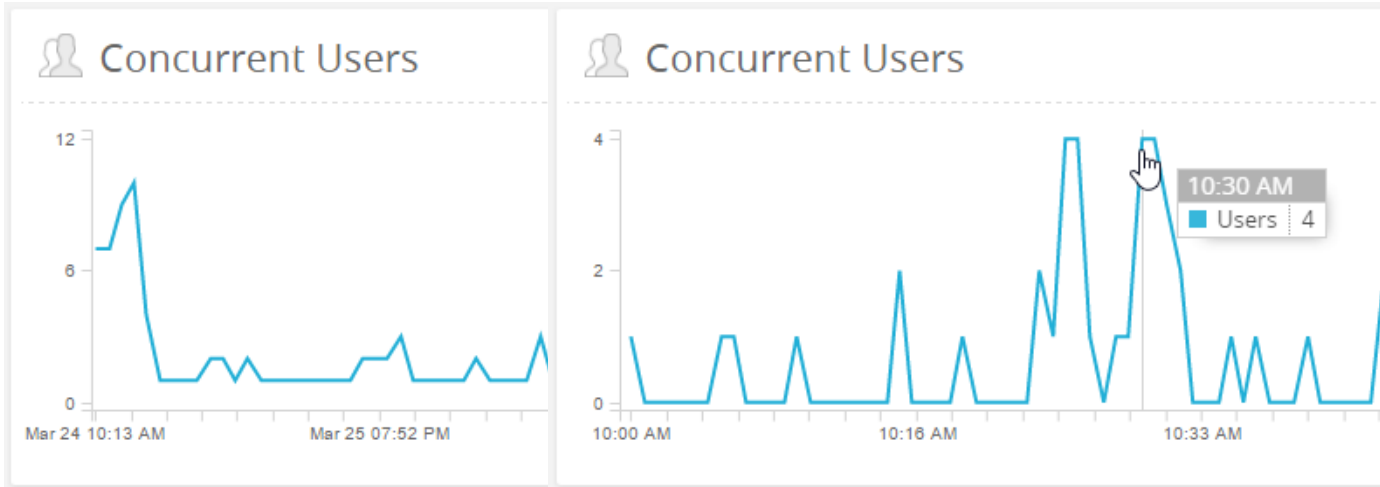 Concurrent Users
12
6
0
Mar 24 10:13 AM
Mar 25 07:52 PM
Concurrent Users
4
2
0
10:00 AM
10:16 AM
10:33 AM
10:30 AM
Users 4